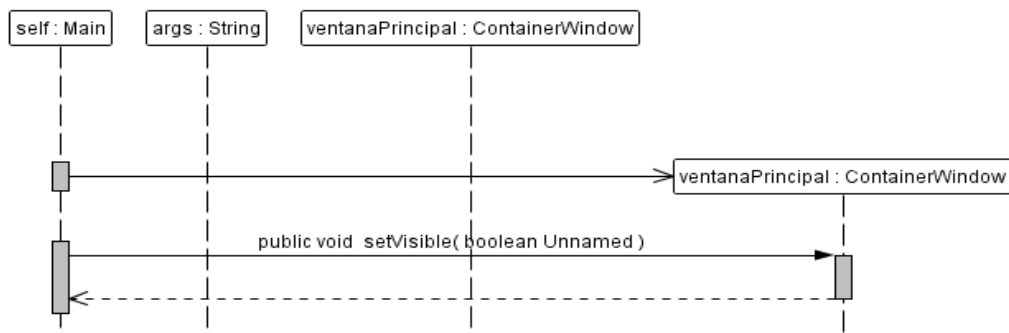 self : Main
args : String
ventanaPrincipal : ContainerWindow
ventanaPrincipal : ContainerWindow
public void setVisible( boolean Unnamed )